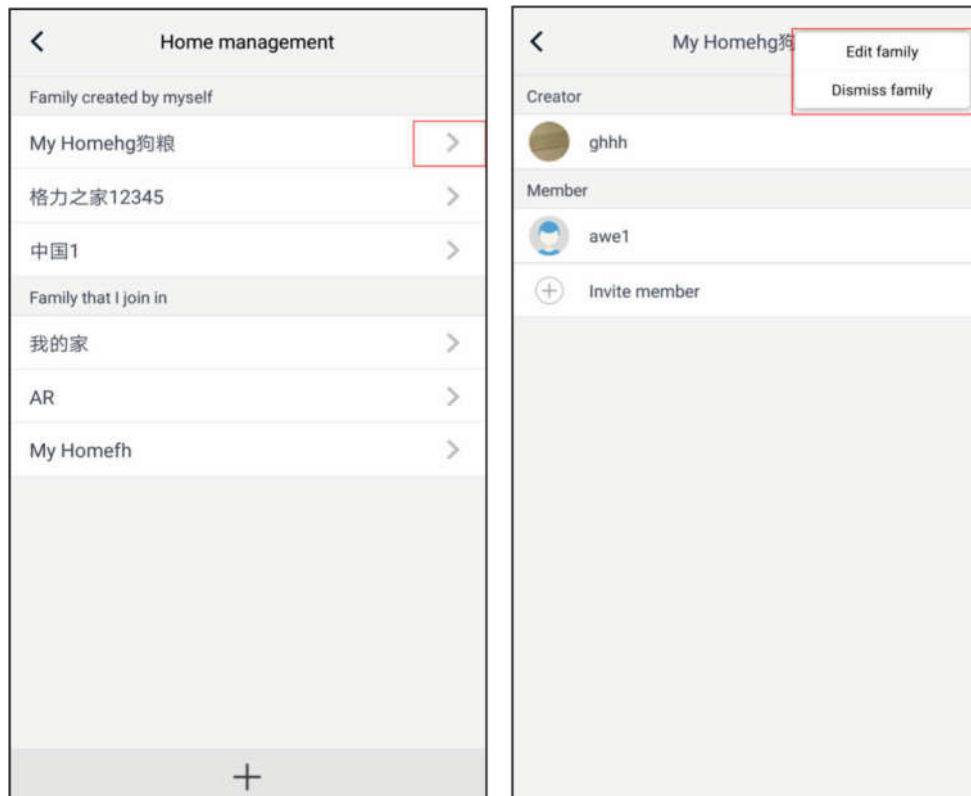 Home management
Family created by myself
My Homehg狗粮
格力之家12345
中国1
Family that I join in
我的家
AR
My Homefh
My Homehg狗
Edit family
Dismiss family
Creator
ghhh
Member
awe1
Invite member